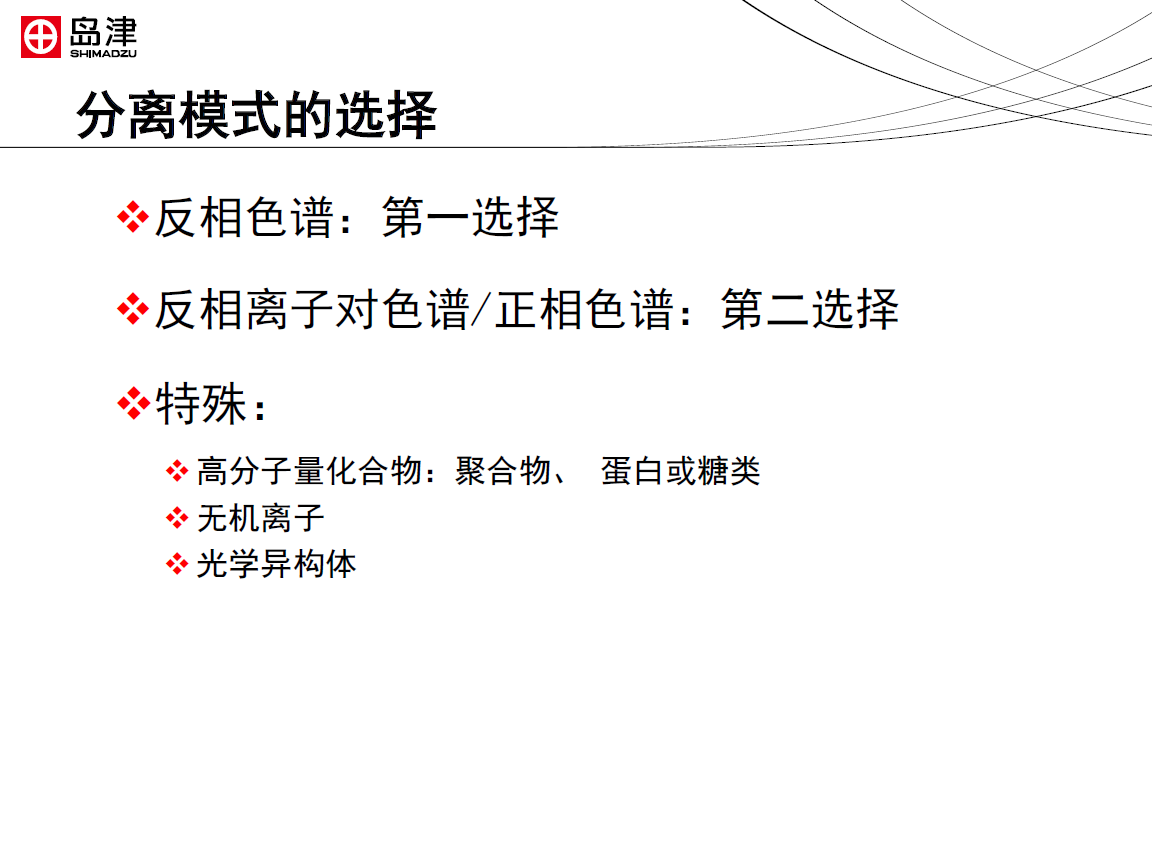 岛津
SHIMADZU
分离模式的选择
反相色谱：第一选择
反相离子对色谱/正相色谱：第二选择
特殊：
高分子量化合物：聚合物、 蛋白或糖类
无机离子
光学异构体